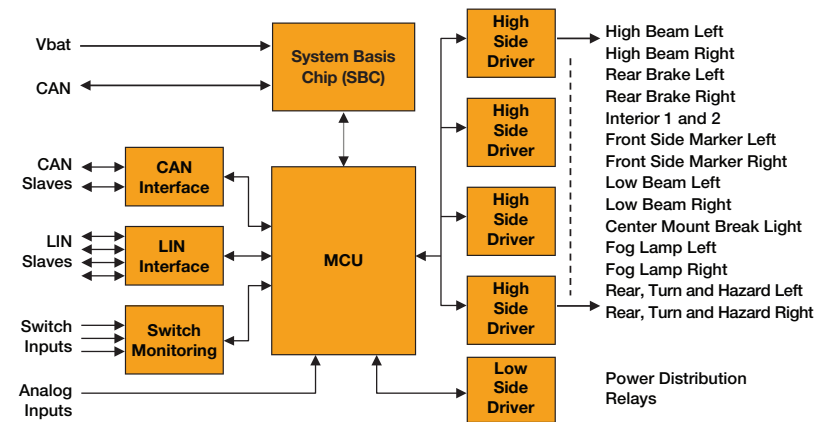 Vbat
CAN
CAN
Slaves
LIN
Slaves
Switch
Inputs
Analog
Inputs
System Basis
Chip (SBC)
CAN
Interface
LIN
Interface
Switch
Monitoring
MCU
High
Side
Driver
High
Side
Driver
High
Side
Driver
High
Side
Driver
Low
Side
Driver
High Beam Left
High Beam Right
Rear Brake Left
Rear Brake Right
Interior 1 and 2
Front Side Marker Left
Front Side Marker Right
Low Beam Left
Low Beam Right
Center Mount Break Light
Fog Lamp Left
Fog Lamp Right
Rear, Turn and Hazard Left
Rear, Turn and Hazard Right
Power Distribution
Relays